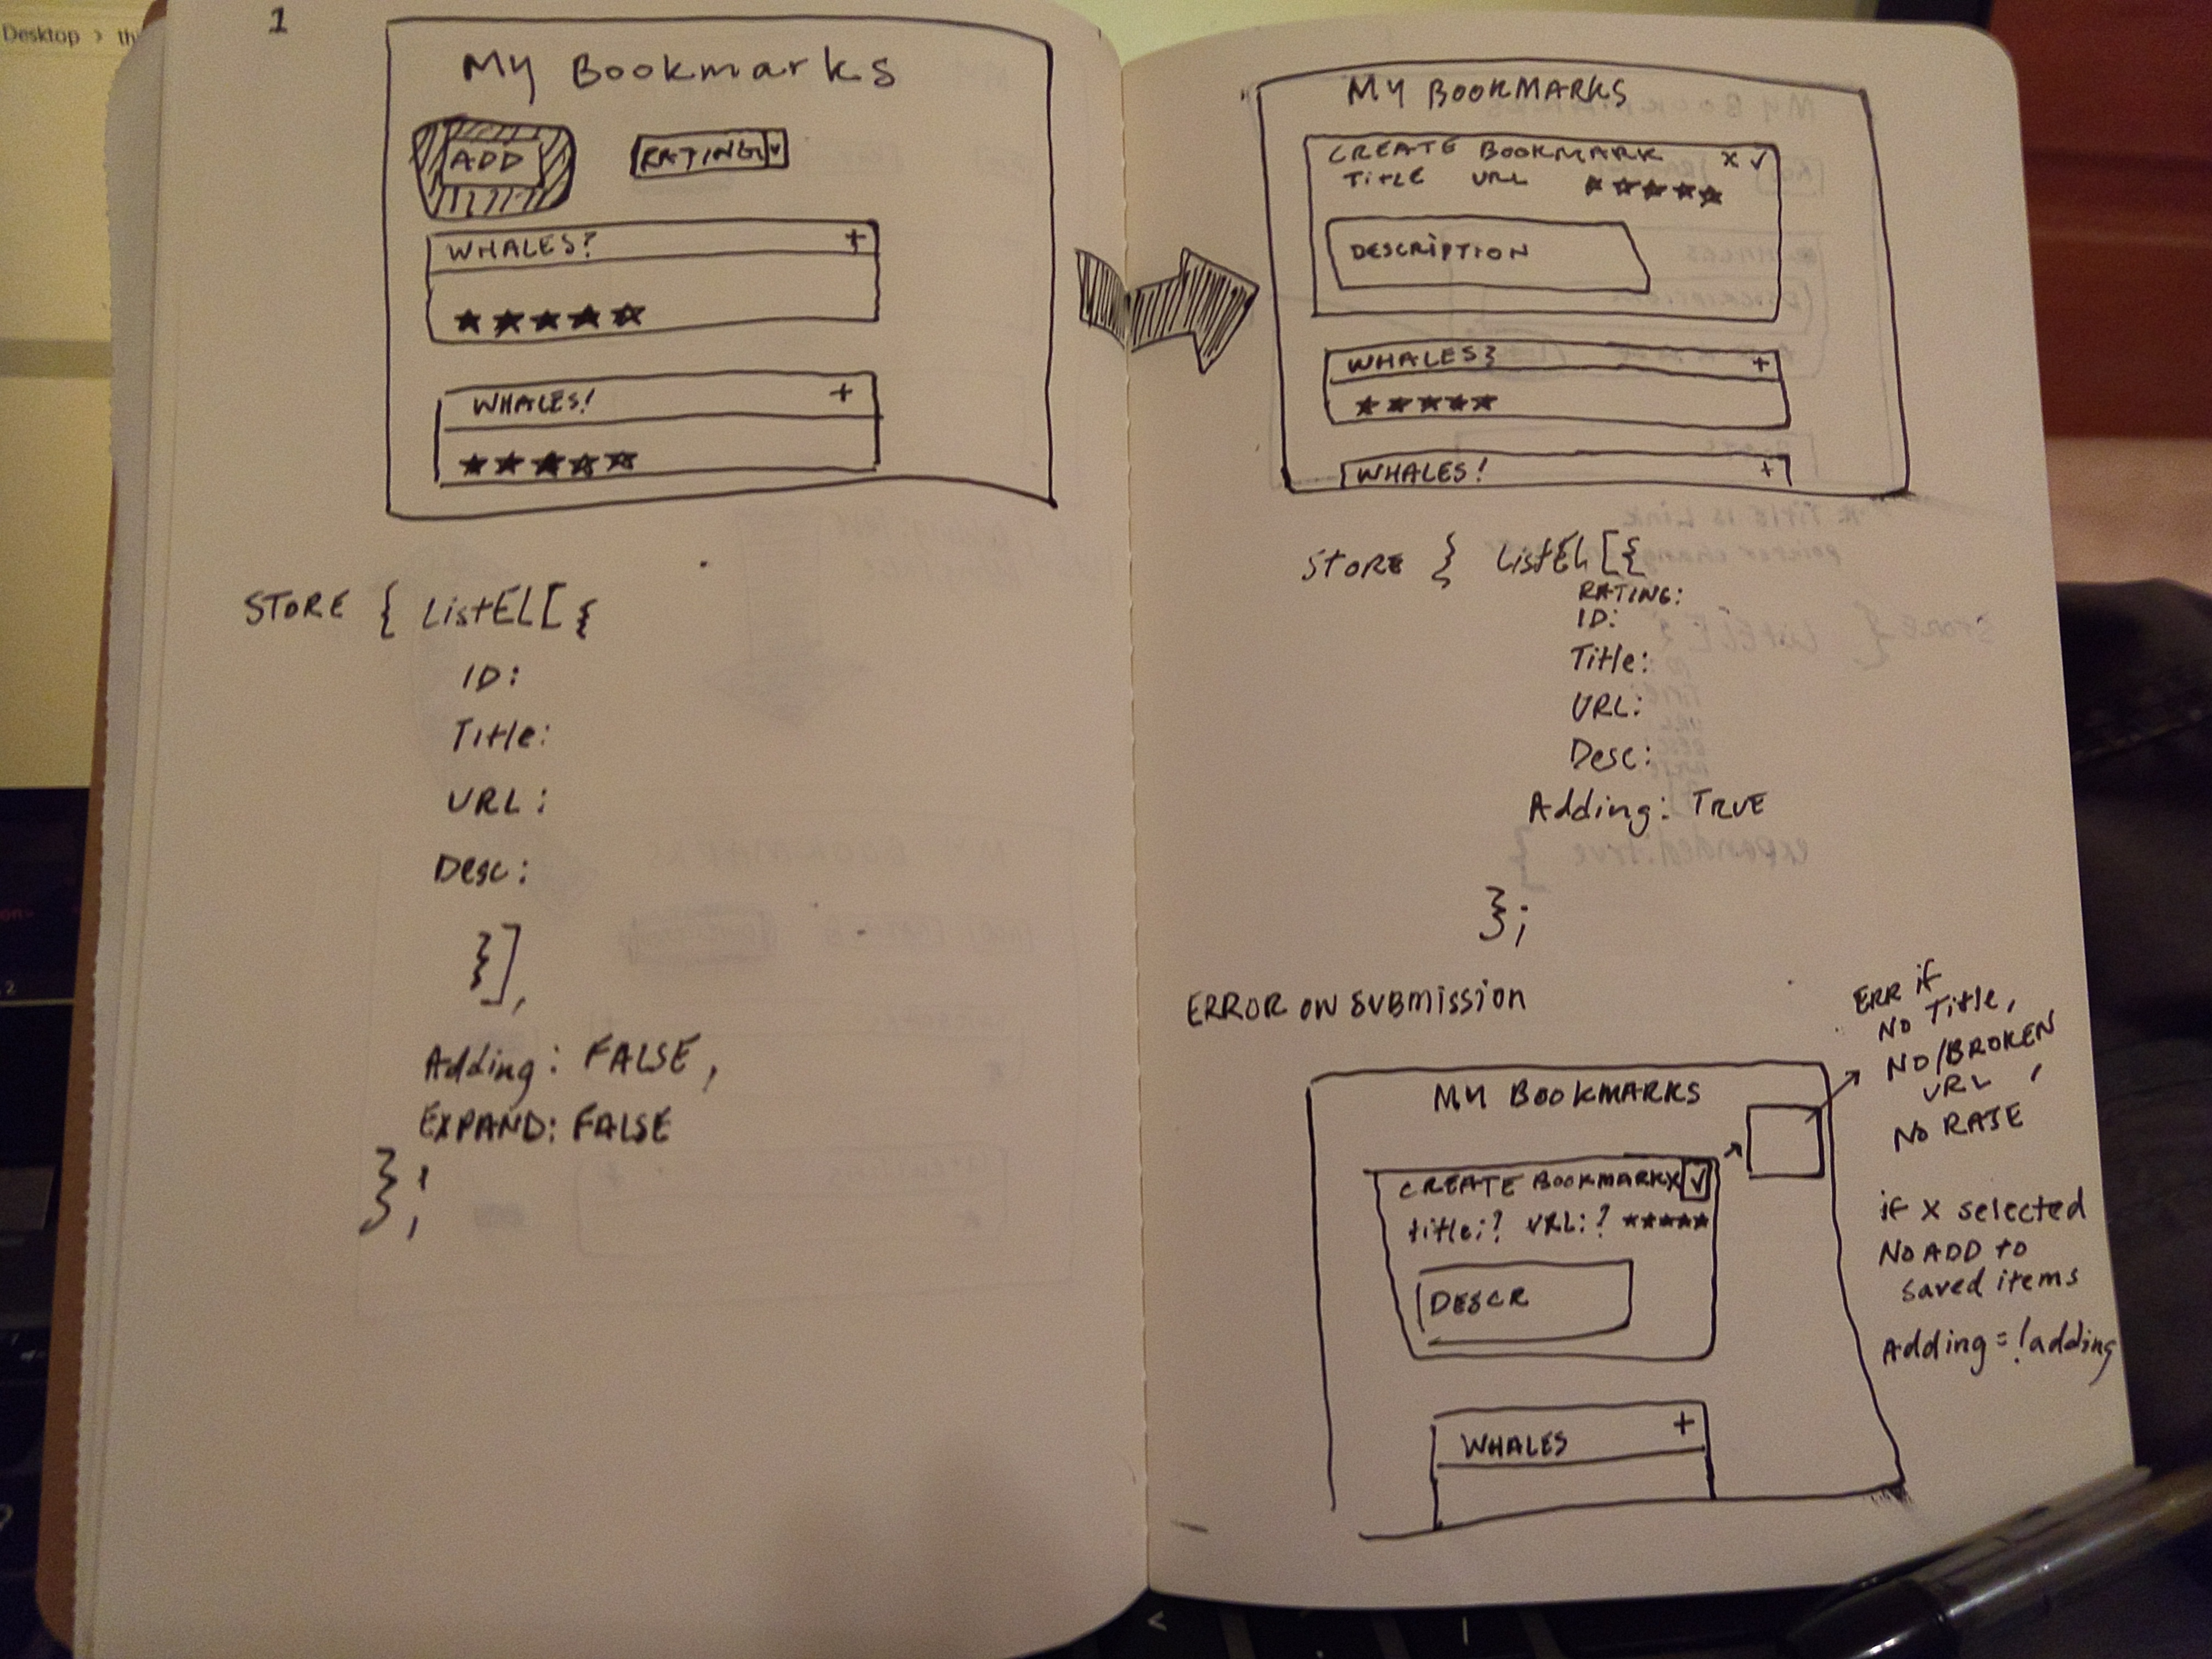 Desktop > th
1
My Bookmarks
ADD
RATING
WHALES?
+
WHALES!
+
STORE { ListEL[{
ID:
Title:
URL:
Desc:
}],
Adding: FALSE,
EXPAND: FALSE
};
MY BOOKMARKS
CREATE BOOKMARK X ✓
TITLE URL ★★★★★
DESCRIPTION
WHALES? +
★★★★★
WHALES! +
STORE } ListEL[{
RATING:
ID:
Title:
URL:
Desc:
Adding: TRUE
};
ERROR ON SUBMISSION
ERR if
NO Title,
NO/BROKEN
URL,
NO RATE
MY BOOKMARKS
CREATE BOOKMARK X ✓
title:? URL:? ★★★★★
DESCR
WHALES +
if X selected
NO ADD to
saved items
Adding = !adding